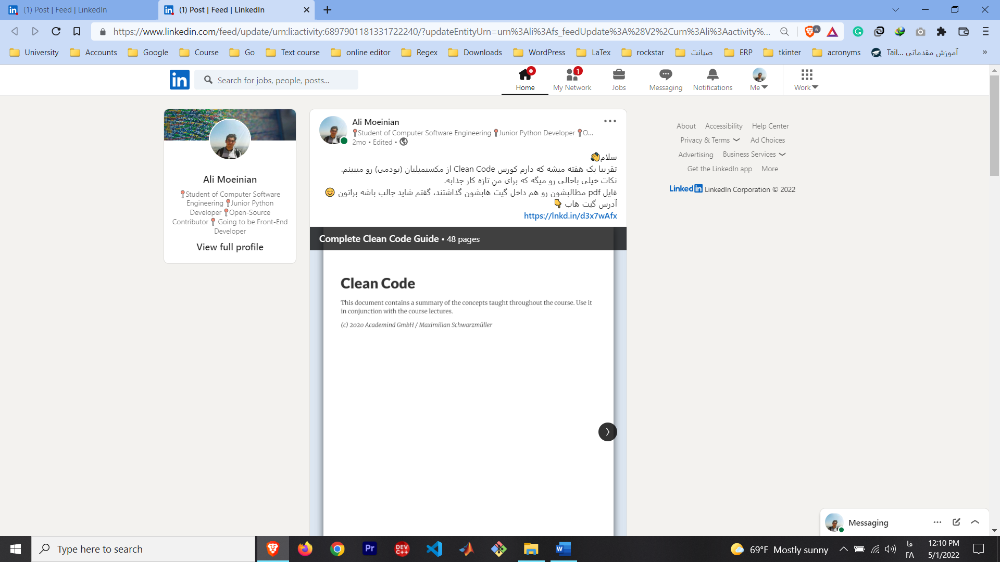 (1) Post | Feed | LinkedIn
(1) Post | Feed | LinkedIn
https://www.linkedin.com/feed/update/urn:li:activity:6897901181331722240/?updateEntityUrn=urn%3Ali%3Afs_feedUpdate%3A%28V2%2Curn%3Ali%3Aactivity%...
6
University
Accounts
Google
Course
Go
Text course
online editor
Regex
Downloads
WordPress
LaTex
rockstar
صیانت
ERP
tkinter
acronyms
آموزش مقدماتی Tail...
»
in
Search for jobs, people, posts...
Home
1
My Network
Jobs
Messaging
Notifications
Me
Work
Ali Moeinian
📍Student of Computer Software
Engineering 📍Junior Python
Developer 📍Open-Source
Contributor 📍 Going to be Front-End
Developer
View full profile
Ali Moeinian
📍Student of Computer Software Engineering 📍Junior Python Developer 📍O...
2mo • Edited •
سلام👏
تقریبا یک هفته میشه که دارم کورس Clean Code از مکسیمیلیان (یودمی) رو میبینم.
نکات خیلی باحالی رو میگه که برای منِ تازه کار جذابه.
فایل pdf مطالبشون رو هم داخل گیت هابشون گذاشتند، گفتم شاید جالب باشه براتون 😊
آدرس گیت هاب 👇
https://lnkd.in/d3x7wAfx
Complete Clean Code Guide • 48 pages
Clean Code
This document contains a summary of the concepts taught throughout the course. Use it
in conjunction with the course lectures.
(c) 2020 Academind GmbH / Maximilian Schwarzmüller
About Accessibility Help Center
Privacy & Terms Ad Choices
Advertising Business Services
Get the LinkedIn app More
LinkedIn LinkedIn Corporation © 2022
Messaging
Type here to search
Pr
DEV
C++
W
69°F Mostly sunny
فا
FA
12:10 PM
5/1/2022